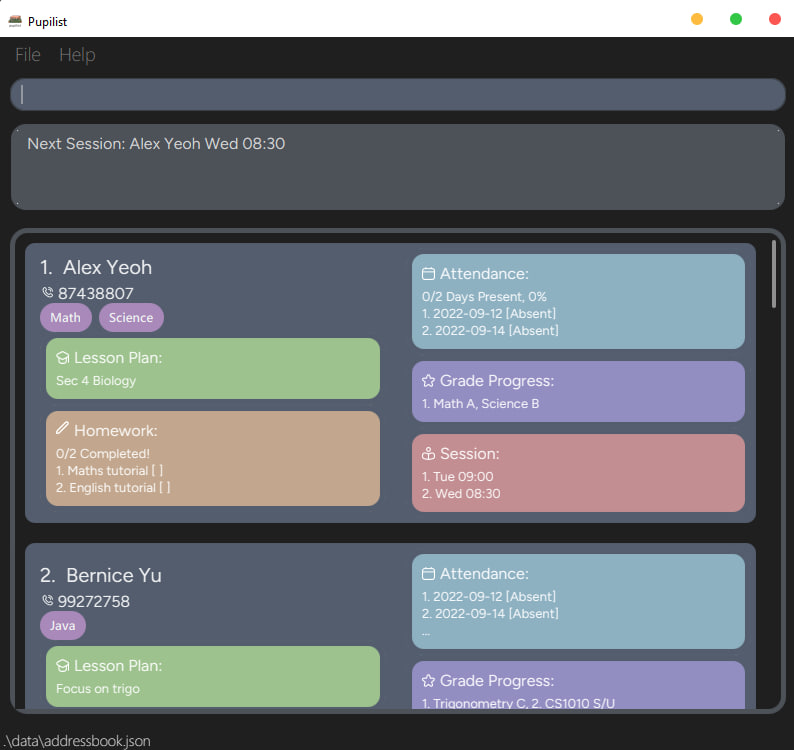 Pupilist
File Help
Next Session: Alex Yeoh Wed 08:30
1. Alex Yeoh
87438807
Math Science
Lesson Plan:
Sec 4 Biology
Homework:
0/2 Completed!
1. Maths tutorial [ ]
2. English tutorial [ ]
Attendance:
0/2 Days Present, 0%
1. 2022-09-12 [Absent]
2. 2022-09-14 [Absent]
Grade Progress:
1. Math A, Science B
Session:
1. Tue 09:00
2. Wed 08:30
2. Bernice Yu
99272758
Java
Lesson Plan:
Focus on trigo
Attendance:
1. 2022-09-12 [Absent]
2. 2022-09-14 [Absent]
...
Grade Progress:
1. Trigonometry C, 2. CS1010 S/U
.\data\addressbook.json